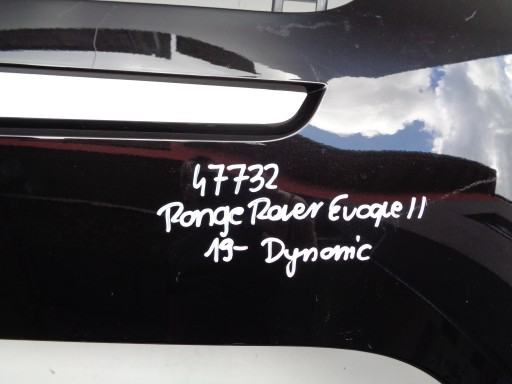 47732
Range Rover Evoque II
19- Dynamic